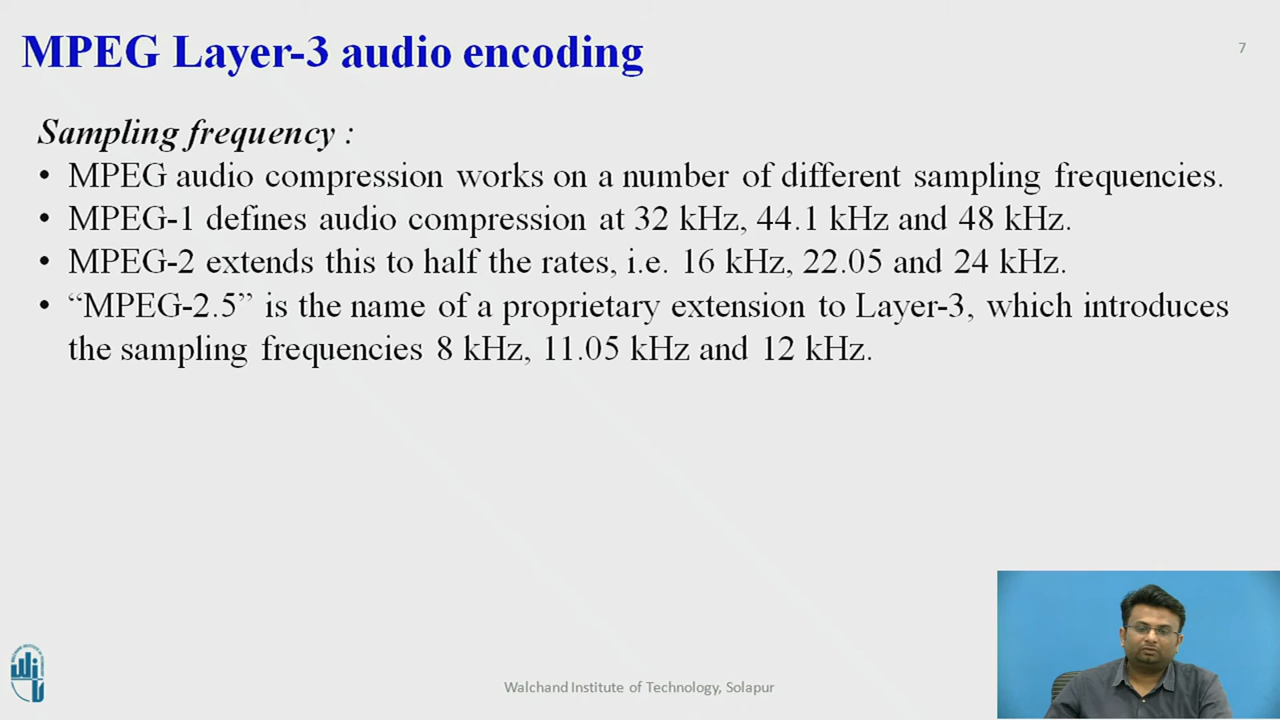 MPEG Layer-3 audio encoding
7
Sampling frequency :
• MPEG audio compression works on a number of different sampling frequencies.
• MPEG-1 defines audio compression at 32 kHz, 44.1 kHz and 48 kHz.
• MPEG-2 extends this to half the rates, i.e. 16 kHz, 22.05 and 24 kHz.
• “MPEG-2.5” is the name of a proprietary extension to Layer-3, which introduces
the sampling frequencies 8 kHz, 11.05 kHz and 12 kHz.
Walchand Institute of Technology, Solapur